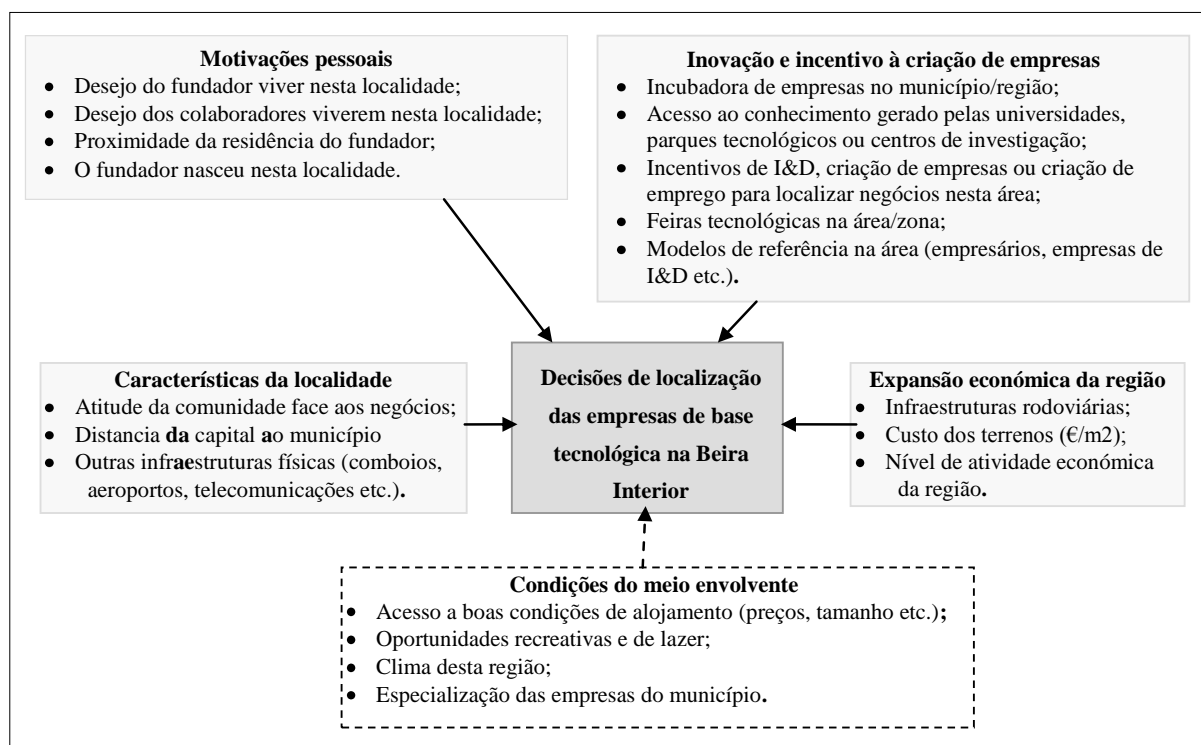 Motivações pessoais
• Desejo do fundador viver nesta localidade;
• Desejo dos colaboradores viverem nesta localidade;
• Proximidade da residência do fundador;
• O fundador nasceu nesta localidade.
Inovação e incentivo à criação de empresas
• Incubadora de empresas no município/região;
• Acesso ao conhecimento gerado pelas universidades,
parques tecnológicos ou centros de investigação;
• Incentivos de I&D, criação de empresas ou criação de
emprego para localizar negócios nesta área;
• Feiras tecnológicas na área/zona;
• Modelos de referência na área (empresários, empresas de
I&D etc.).
Características da localidade
• Atitude da comunidade face aos negócios;
• Distancia da capital ao município
• Outras infraestruturas físicas (comboios,
aeroportos, telecomunicações etc.).
Decisões de localização
das empresas de base
tecnológica na Beira
Interior
Expansão económica da região
• Infraestruturas rodoviárias;
• Custo dos terrenos (€/m2);
• Nível de atividade económica
da região.
Condições do meio envolvente
• Acesso a boas condições de alojamento (preços, tamanho etc.);
• Oportunidades recreativas e de lazer;
• Clima desta região;
• Especialização das empresas do município.